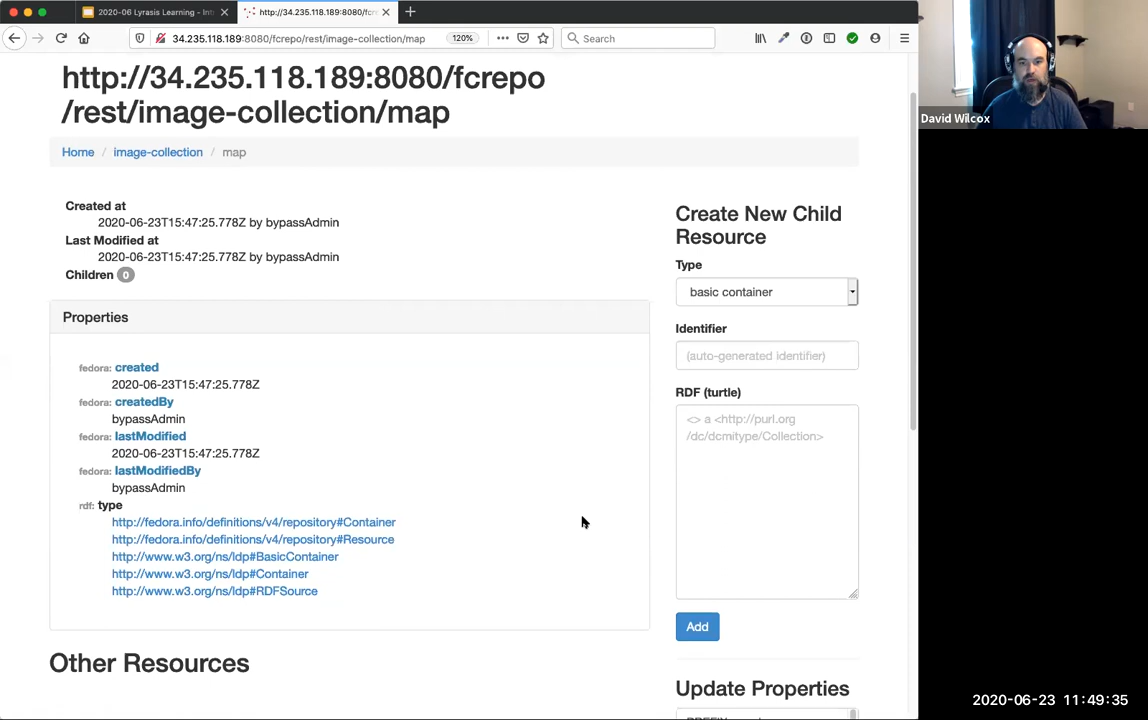 2020-06 Lyrasis Learning - Int
http://34.235.118.189:8080/fcr
34.235.118.189:8080/fcrepo/rest/image-collection/map
120%
Search
http://34.235.118.189:8080/fcrepo
/rest/image-collection/map
Home / image-collection / map
Created at
2020-06-23T15:47:25.778Z by bypassAdmin
Last Modified at
2020-06-23T15:47:25.778Z by bypassAdmin
Children 0
Properties
fedora: created
2020-06-23T15:47:25.778Z
fedora: createdBy
bypassAdmin
fedora: lastModified
2020-06-23T15:47:25.778Z
fedora: lastModifiedBy
bypassAdmin
rdf: type
http://fedora.info/definitions/v4/repository#Container
http://fedora.info/definitions/v4/repository#Resource
http://www.w3.org/ns/ldp#BasicContainer
http://www.w3.org/ns/ldp#Container
http://www.w3.org/ns/ldp#RDFSource
Other Resources
Create New Child
Resource
Type
basic container
Identifier
(auto-generated identifier)
RDF (turtle)
<> a <http://purl.org
/dc/dcmitype/Collection>
Add
Update Properties
David Wilcox
2020-06-23 11:49:35